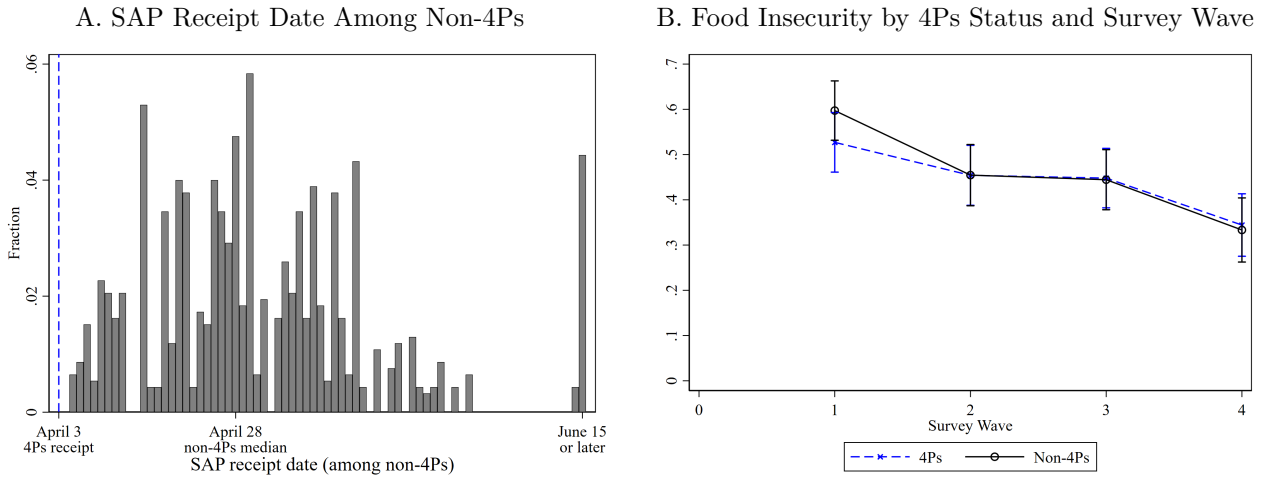 A. SAP Receipt Date Among Non-4Ps
.06
.04
.02
0
Fraction
April 3
4Ps receipt
April 28
non-4Ps median
June 15
or later
SAP receipt date (among non-4Ps)
B. Food Insecurity by 4Ps Status and Survey Wave
.7
.6
.5
.4
.3
.2
.1
0
0
1
2
3
4
Survey Wave
4Ps
Non-4Ps